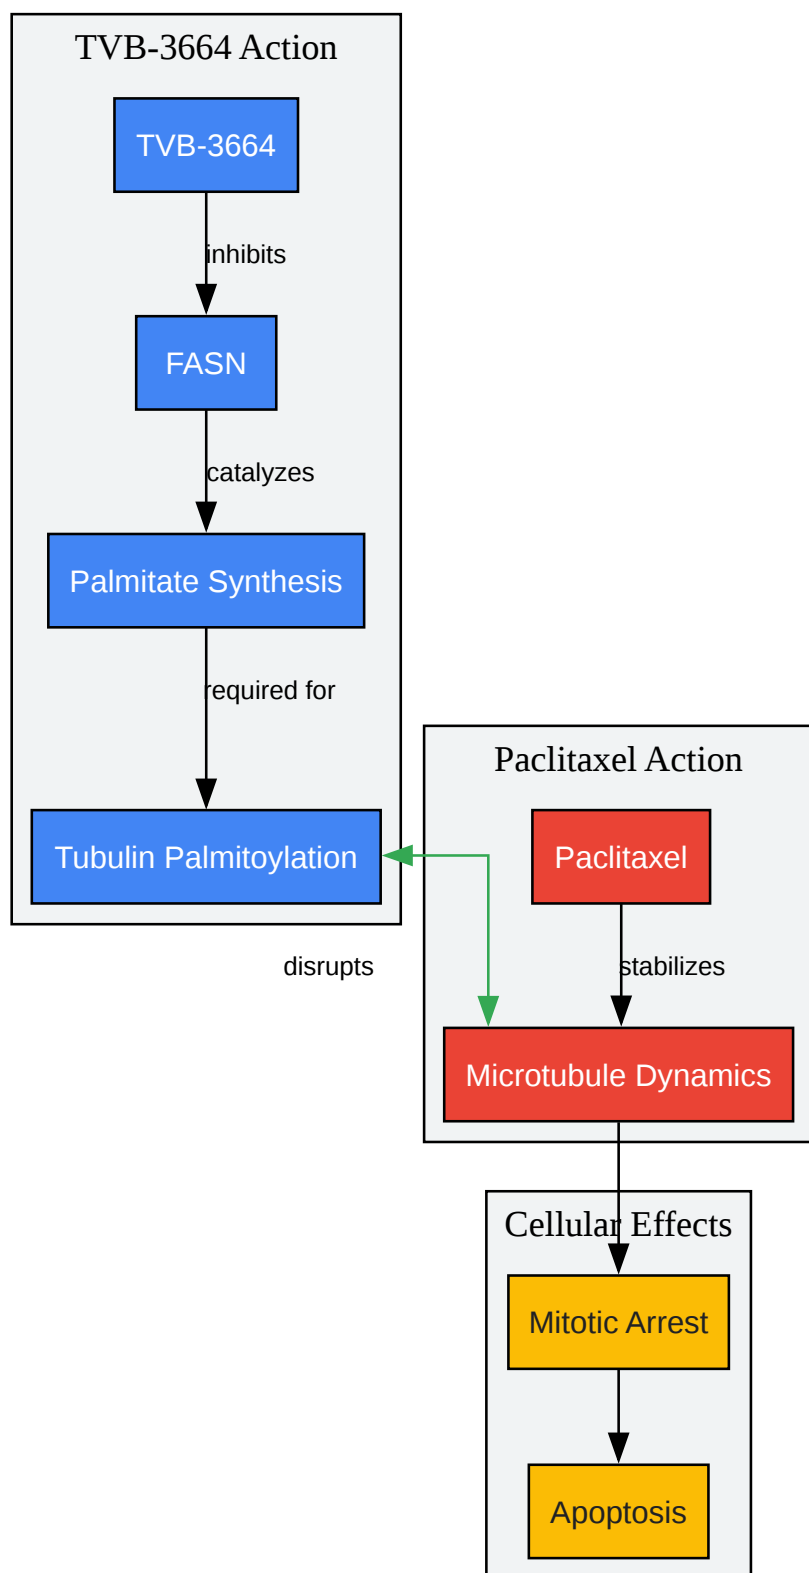 TVB-3664 Action
TVB-3664
inhibits
FASN
catalyzes
Palmitate Synthesis
required for
Tubulin Palmitoylation
disrupts
Paclitaxel Action
Paclitaxel
stabilizes
Microtubule Dynamics
Cellular Effects
Mitotic Arrest
Apoptosis